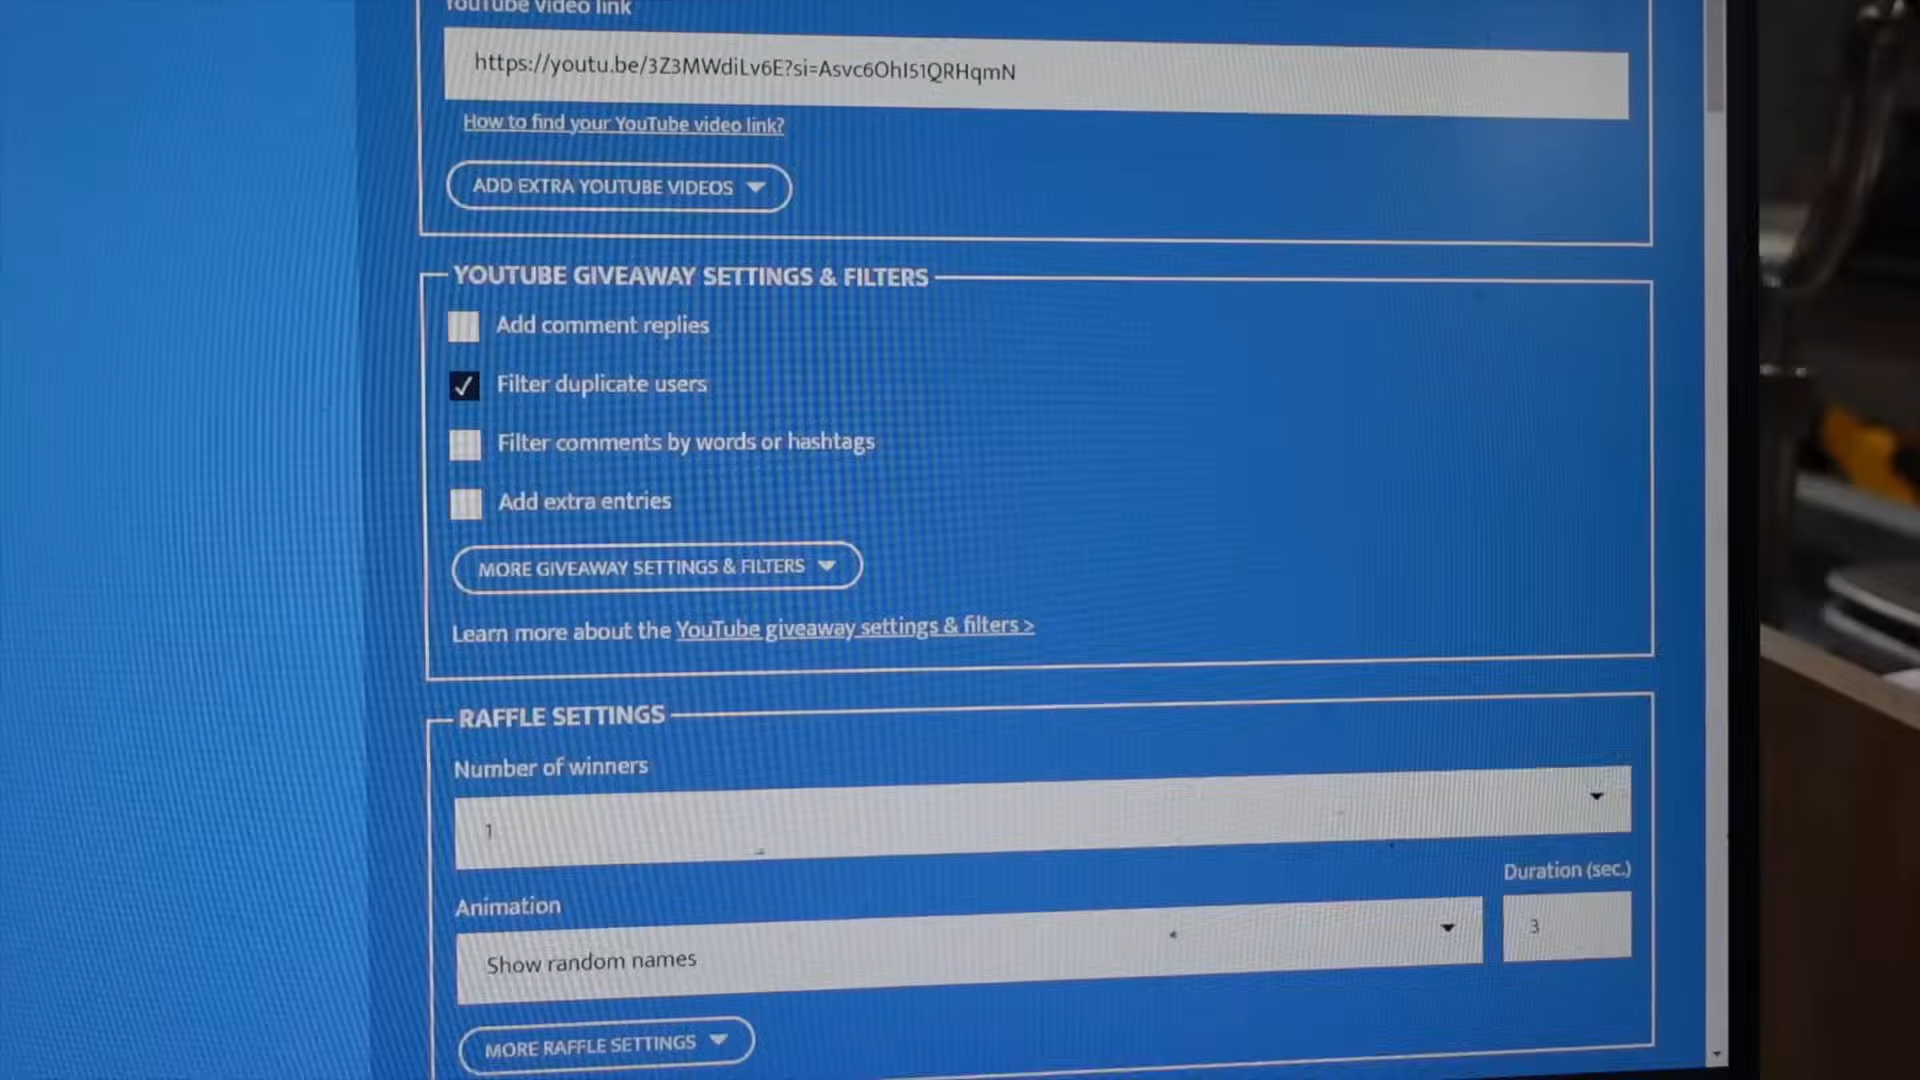 YouTube video link
https://youtu.be/3Z3MWdiLv6E?si=Asvc6OhI51QRHqmN
How to find your YouTube video link?
ADD EXTRA YOUTUBE VIDEOS
YOUTUBE GIVEAWAY SETTINGS & FILTERS
Add comment replies
Filter duplicate users
Filter comments by words or hashtags
Add extra entries
MORE GIVEAWAY SETTINGS & FILTERS
Learn more about the YouTube giveaway settings & filters >
RAFFLE SETTINGS
Number of winners
1
Duration (sec.)
Animation
Show random names
3
MORE RAFFLE SETTINGS